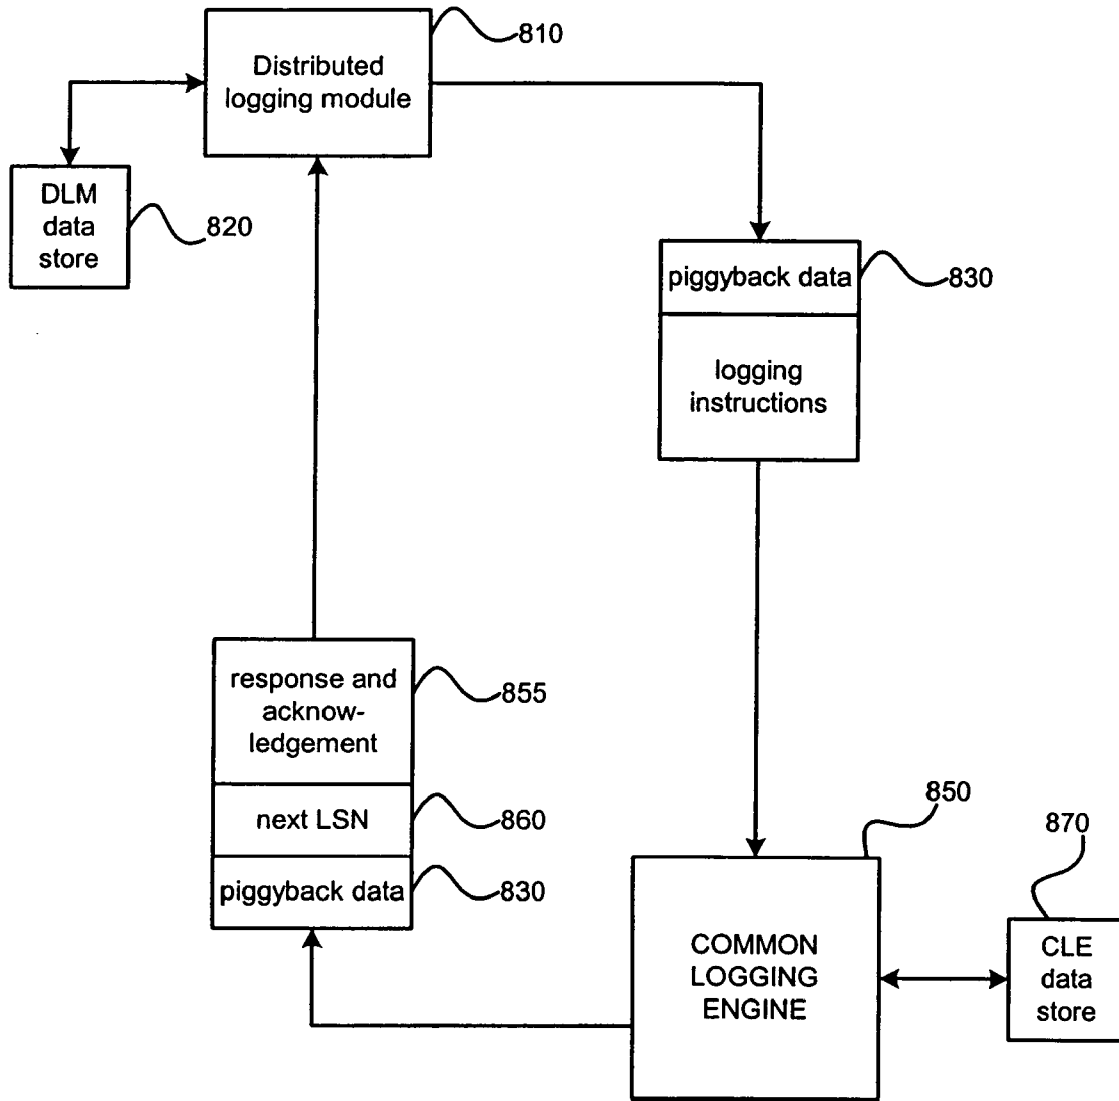 810
Distributed
logging module
DLM
data
store
820
piggyback data
830
logging
instructions
response and
acknow-
ledgement
855
next LSN
860
piggyback data
830
850
COMMON
LOGGING
ENGINE
870
CLE
data
store